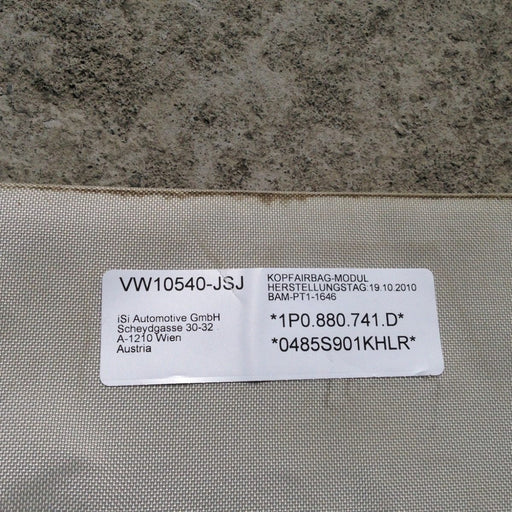 VW10540-JSJ
iSi Automotive GmbH
Scheydgasse 30-32
A-1210 Wien
Austria
KOPFAIRBAG-MODUL
HERSTELLUNGSTAG:19.10.2010
BAM-PT1-1646
*1P0.880.741.D*
*0485S901KHLR*